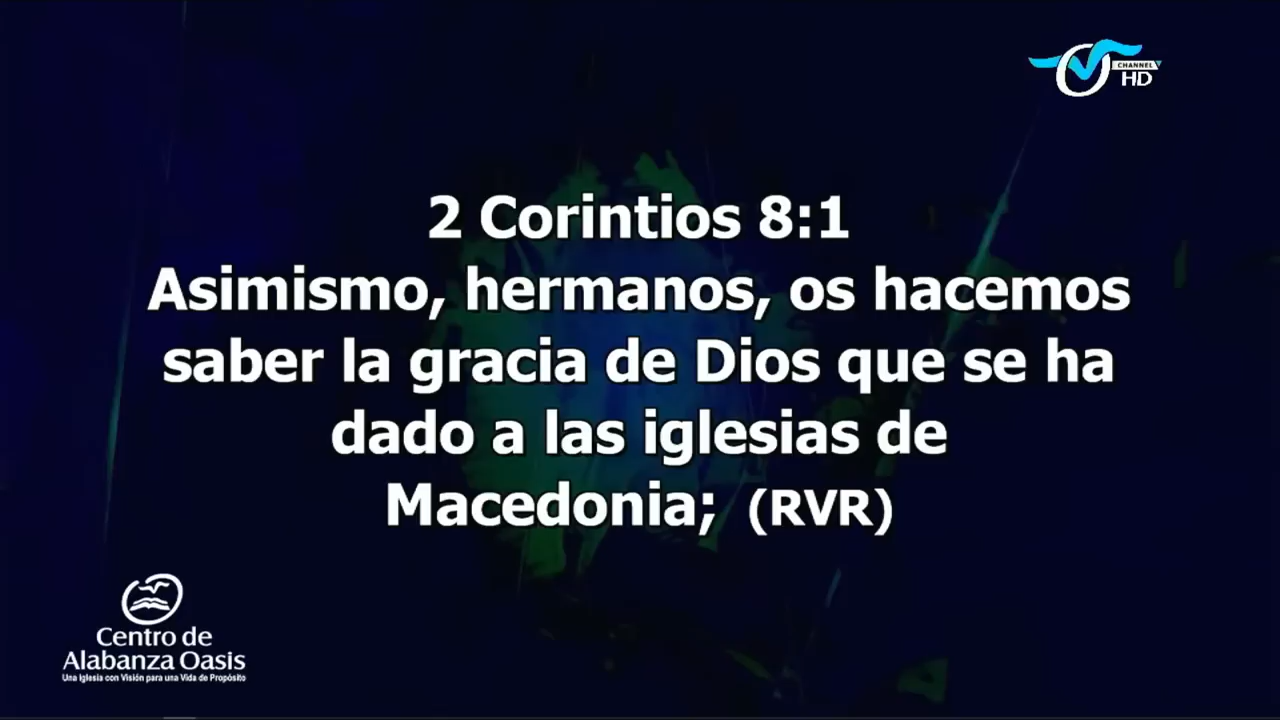 CHANNEL
HD
2 Corintios 8:1
Asimismo, hermanos, os hacemos
saber la gracia de Dios que se ha
dado a las iglesias de
Macedonia; (RVR)
Centro de
Alabanza Oasis
Una Iglesia con Visión para una Vida de Propósito